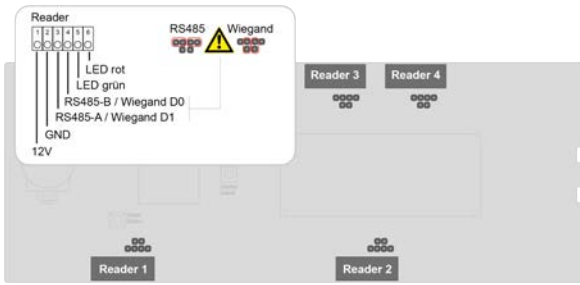 Reader
RS485 Wiegand
1 2 3 4 5 6
LED rot
LED grün
RS485-B / Wiegand D0
RS485-A / Wiegand D1
GND
12V
Reader 3 Reader 4
Reader 1 Reader 2